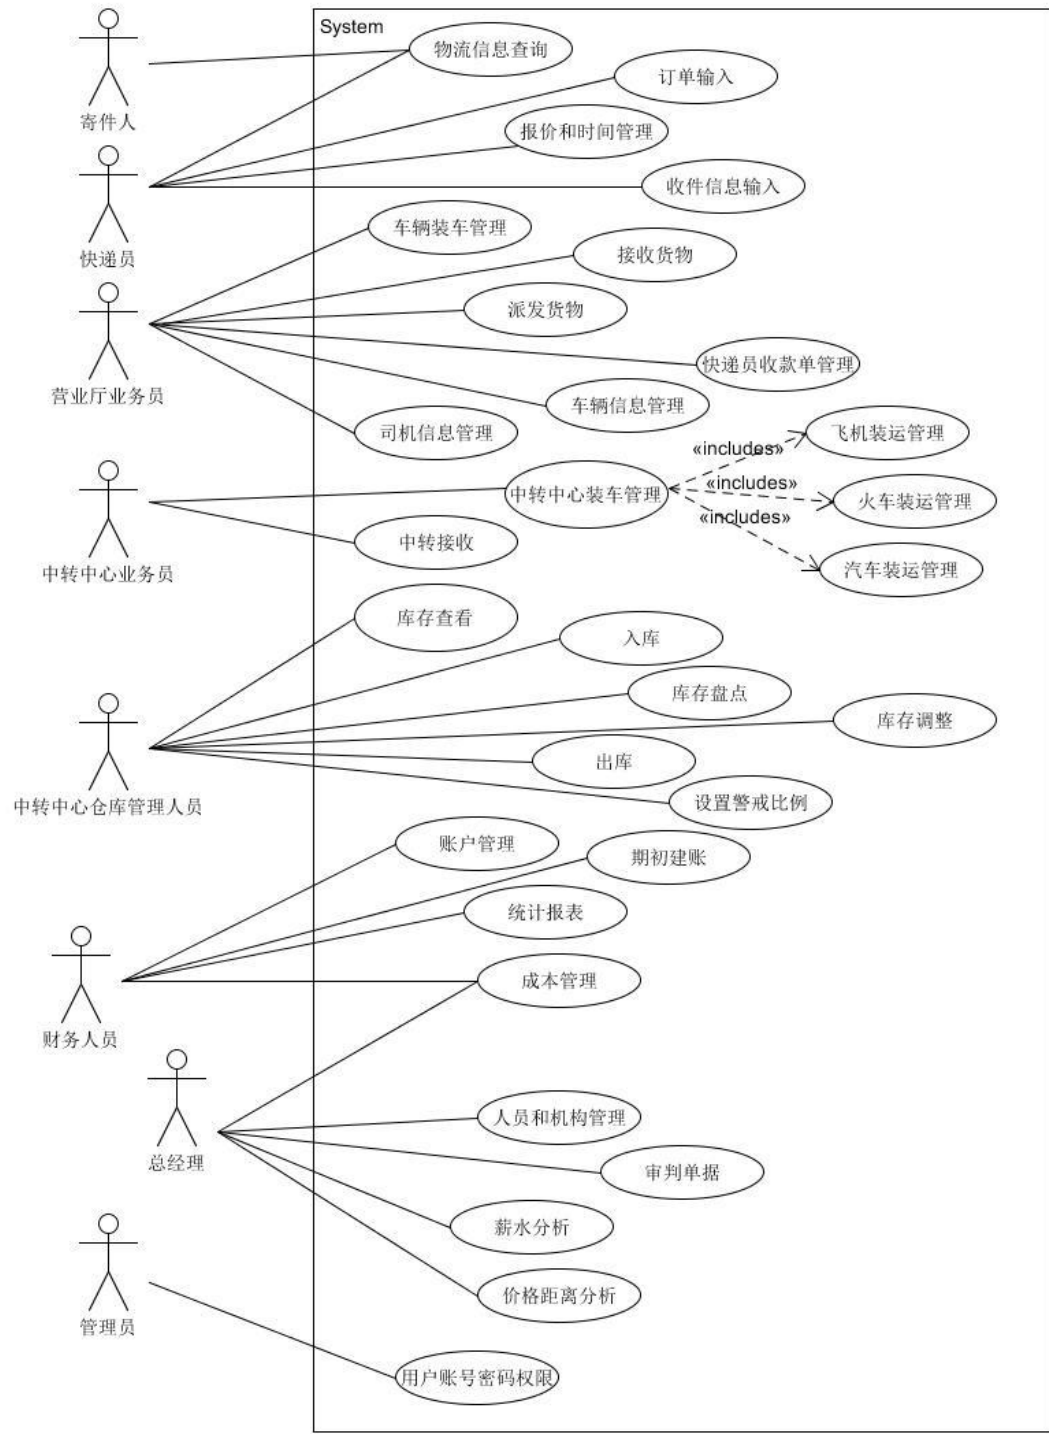 System
物流信息查询
订单输入
寄件人
报价和时间管理
收件信息输入
快递员
车辆装车管理
接收货物
派发货物
快递员收款单管理
营业厅业务员
车辆信息管理
司机信息管理
飞机装运管理
«includes»
中转中心装车管理
«includes»
火车装运管理
«includes»
中转接收
汽车装运管理
中转中心业务员
库存查看
入库
库存盘点
库存调整
出库
中转中心仓库管理人员
设置警戒比例
账户管理
期初建账
统计报表
成本管理
财务人员
人员和机构管理
总经理
审判单据
薪水分析
价格距离分析
管理员
用户账号密码权限